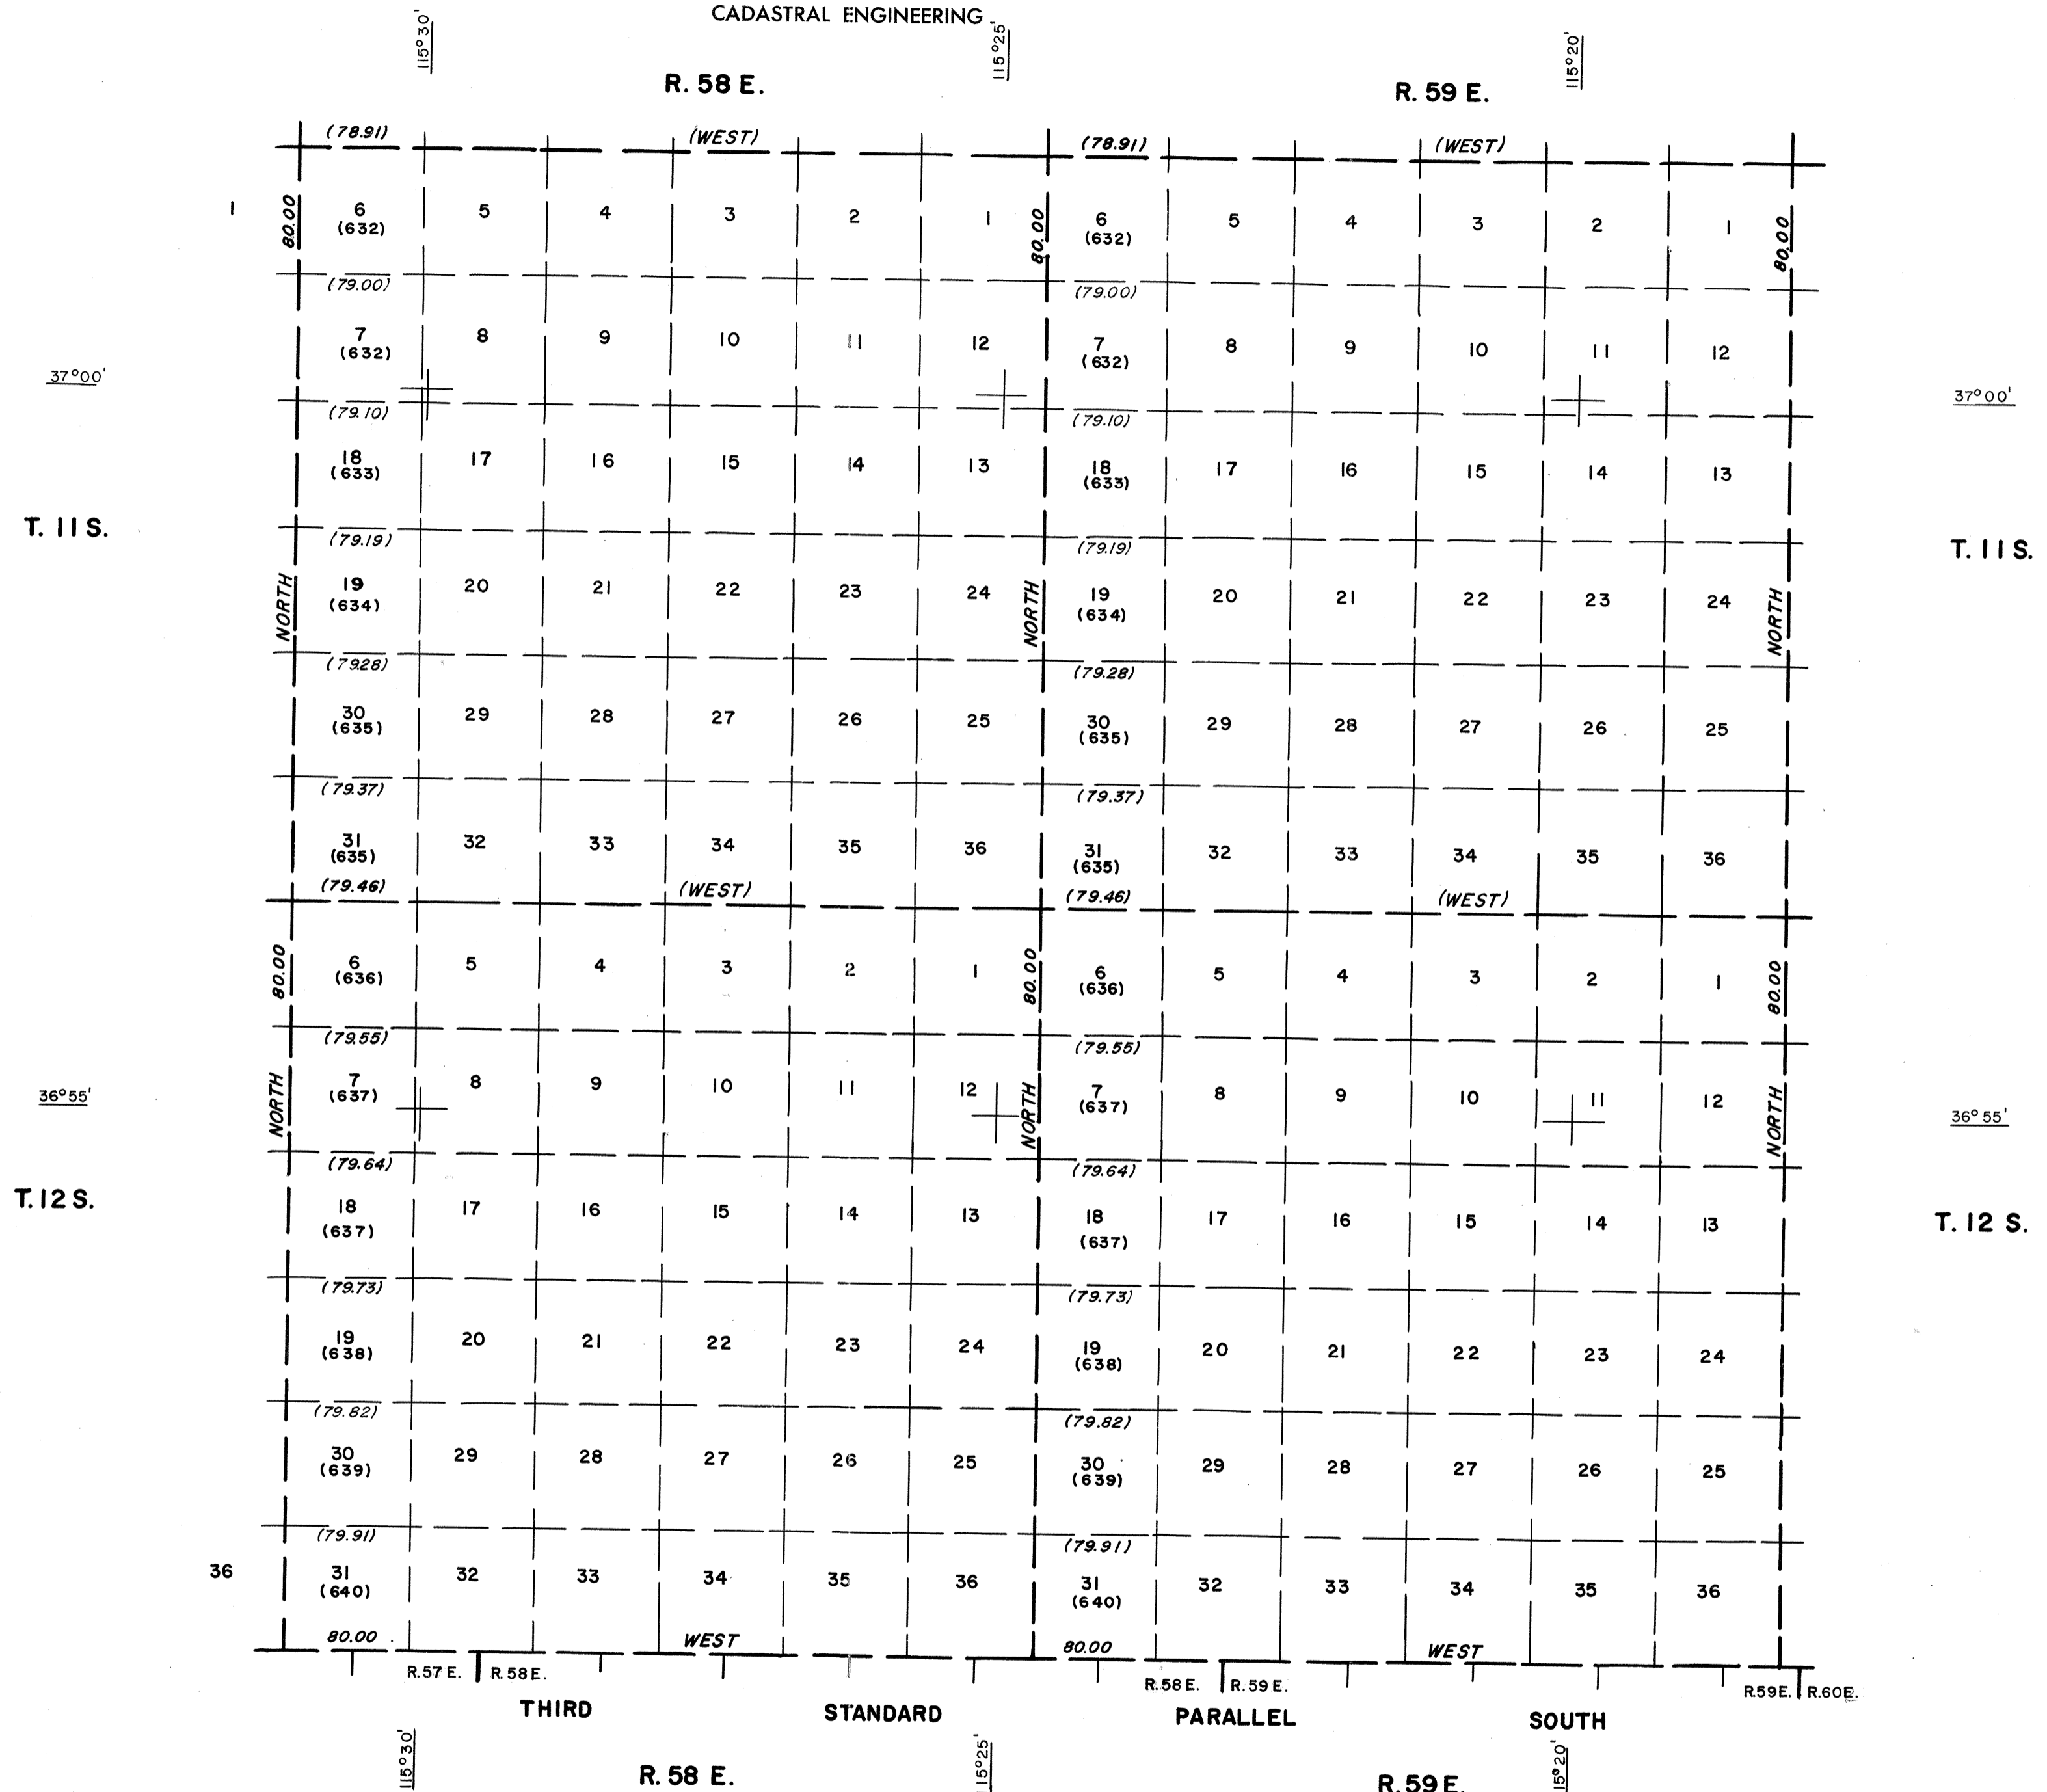 CADASTRAL ENGINEERING
115°30' 115°25' 115°20'
R. 58 E. R. 59 E.
(78.91) (WEST) (78.91) (WEST)
1 80.00 6 5 4 3 2 1 80.00 6 5 4 3 2 1 80.00
(632) (632)
(79.00) (79.00)
7 8 9 10 11 12 7 8 9 10 11 12
(632) (632)
37°00' 37°00'
(79.10) (79.10)
18 17 16 15 14 13 18 17 16 15 14 13
(633) (633)
T. 11 S. T. 11 S.
(79.19) (79.19)
NORTH 19 20 21 22 23 24 NORTH 19 20 21 22 23 24 NORTH
(634) (634)
(7928) (79.28)
30 29 28 27 26 25 30 29 28 27 26 25
(635) (635)
(79.37) (79.37)
31 32 33 34 35 36 31 32 33 34 35 36
(635) (635)
(79.46) (WEST) (79.46) (WEST)
80.00 6 5 4 3 2 1 80.00 6 5 4 3 2 1 80.00
(636) (636)
(79.55) (79.55)
36°55' NORTH 7 8 9 10 11 12 NORTH 7 8 9 10 11 12 NORTH 36°55'
(637) (637)
(79.64) (79.64)
T. 12 S. 18 17 16 15 14 13 18 17 16 15 14 13 T. 12 S.
(637) (637)
(79.73) (79.73)
19 20 21 22 23 24 19 20 21 22 23 24
(638) (638)
(79.82) (79.82)
30 29 28 27 26 25 30 29 28 27 26 25
(639) (639)
(79.91) (79.91)
36 31 32 33 34 35 36 31 32 33 34 35 36
(640) (640)
80.00 WEST 80.00 WEST
R. 57 E. R. 58 E. R. 58 E. R. 59 E. R. 59 E. R. 60 E.
THIRD STANDARD PARALLEL SOUTH
115°30' 115°25' 15°20'
R. 58 E. R. 59 E.